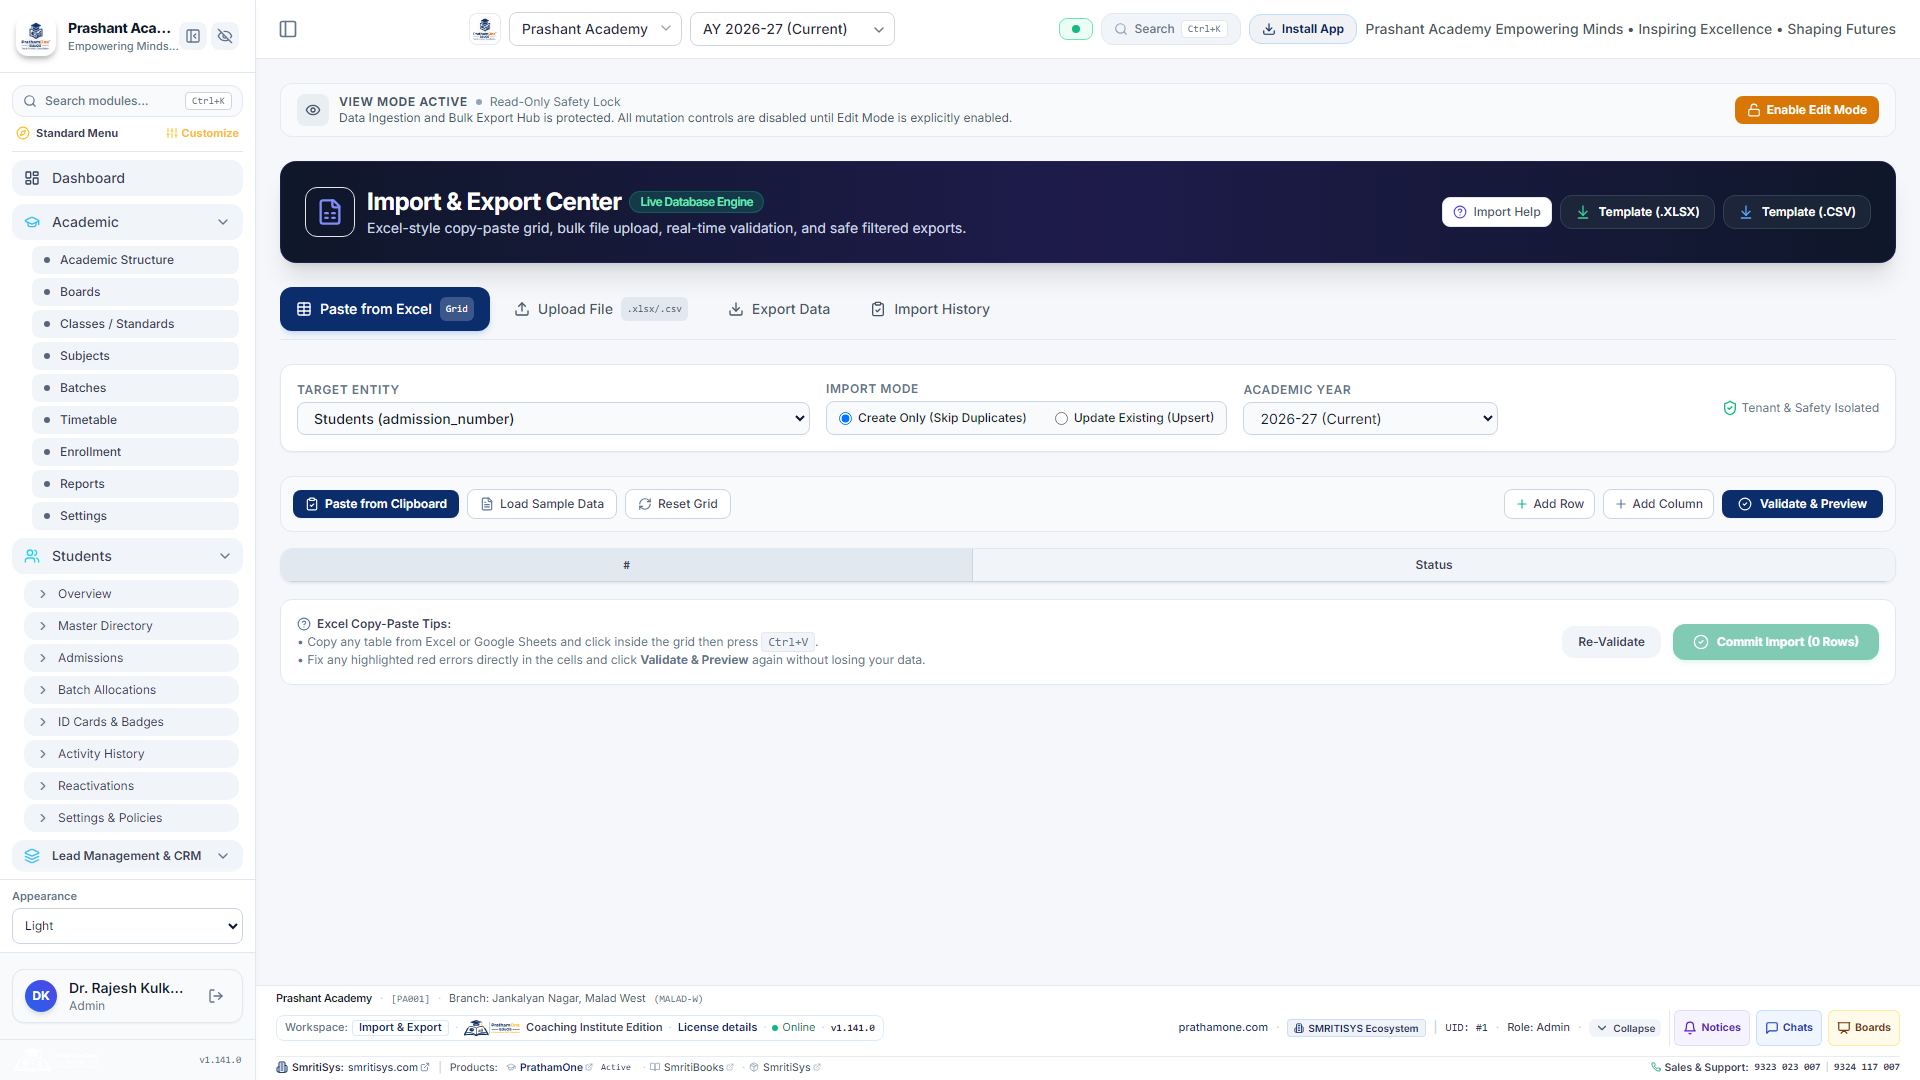 Prashant Aca...
Empowering Minds...
Search modules... Ctrl+K
Standard Menu Customize
Dashboard
Academic
Academic Structure
Boards
Classes / Standards
Subjects
Batches
Timetable
Enrollment
Reports
Settings
Students
Overview
Master Directory
Admissions
Batch Allocations
ID Cards & Badges
Activity History
Reactivations
Settings & Policies
Lead Management & CRM
Appearance
Light
DK Dr. Rajesh Kulk...
Admin
v1.141.0
Prashant Academy AY 2026-27 (Current) Search Ctrl+K Install App Prashant Academy Empowering Minds • Inspiring Excellence • Shaping Futures
VIEW MODE ACTIVE ● Read-Only Safety Lock
Data Ingestion and Bulk Export Hub is protected. All mutation controls are disabled until Edit Mode is explicitly enabled.
Enable Edit Mode
Import & Export Center Live Database Engine
Excel-style copy-paste grid, bulk file upload, real-time validation, and safe filtered exports.
Import Help Template (.XLSX) Template (.CSV)
Paste from Excel Grid Upload File .xlsx/.csv Export Data Import History
TARGET ENTITY IMPORT MODE ACADEMIC YEAR
Students (admission_number) Create Only (Skip Duplicates) Update Existing (Upsert) 2026-27 (Current) Tenant & Safety Isolated
Paste from Clipboard Load Sample Data Reset Grid + Add Row + Add Column Validate & Preview
# Status
Excel Copy-Paste Tips:
• Copy any table from Excel or Google Sheets and click inside the grid then press Ctrl+V .
• Fix any highlighted red errors directly in the cells and click Validate & Preview again without losing your data.
Re-Validate Commit Import (0 Rows)
Prashant Academy · [PA001] · Branch: Jankalyan Nagar, Malad West (MALAD-W)
Workspace: Import & Export · Coaching Institute Edition · License details · ● Online · v1.141.0
prathamone.com · SMRITISYS Ecosystem | UID: #1 · Role: Admin · Collapse Notices Chats Boards
SmritiSys: smritisys.com | Products: PrathamOne Active · SmritiBooks · SmritiSys
Sales & Support: 9323 023 007 | 9324 117 007